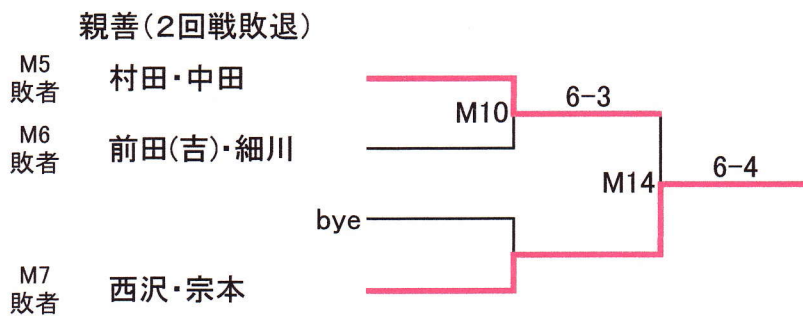 親善(2回戦敗退)
M5
敗者
村田・中田
M10
6-3
M6
敗者
前田(吉)・細川
M14
6-4
bye
M7
敗者
西沢・宗本